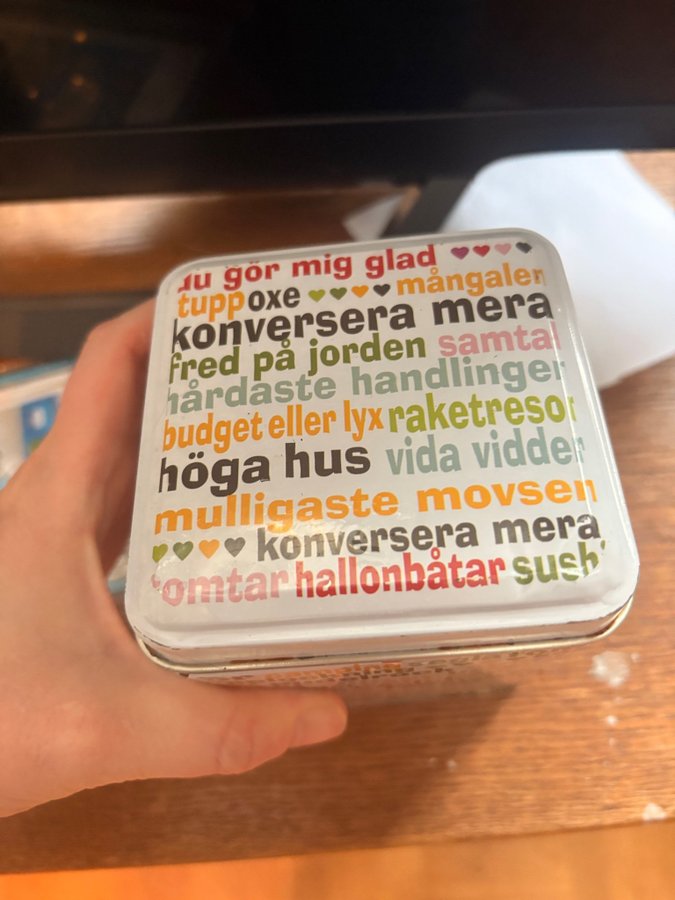 du gör mig glad
tupp oxe mångalen
konversera mera
fred på jorden samtal
hårdaste handlinger
budget eller lyx raketresor
höga hus vida vidder
mulligaste movsen
konversera mera
tomtar hallonbåtar sushi